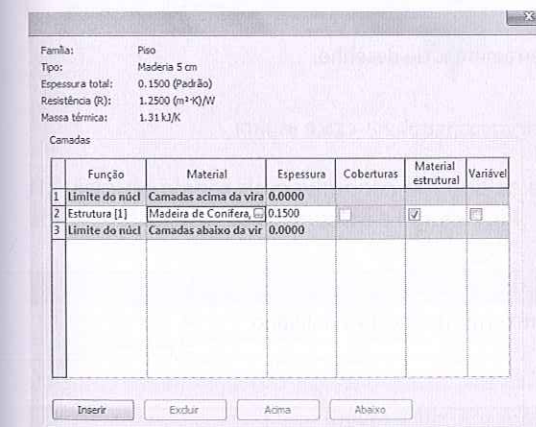 Família: Piso
Tipo: Maderia 5 cm
Espessura total: 0.1500 (Padrão)
Resistência (R): 1.2500 (m²·K)/W
Massa térmica: 1.31 kJ/K
Camadas
Função Material Espessura Coberturas Material estrutural Variável
1 Limite do núcl Camadas acima da vira 0.0000
2 Estrutura [1] Madeira de Conífera, ... 0.1500
3 Limite do núcl Camadas abaixo da vir 0.0000
Inserir Excluir Acima Abaixo